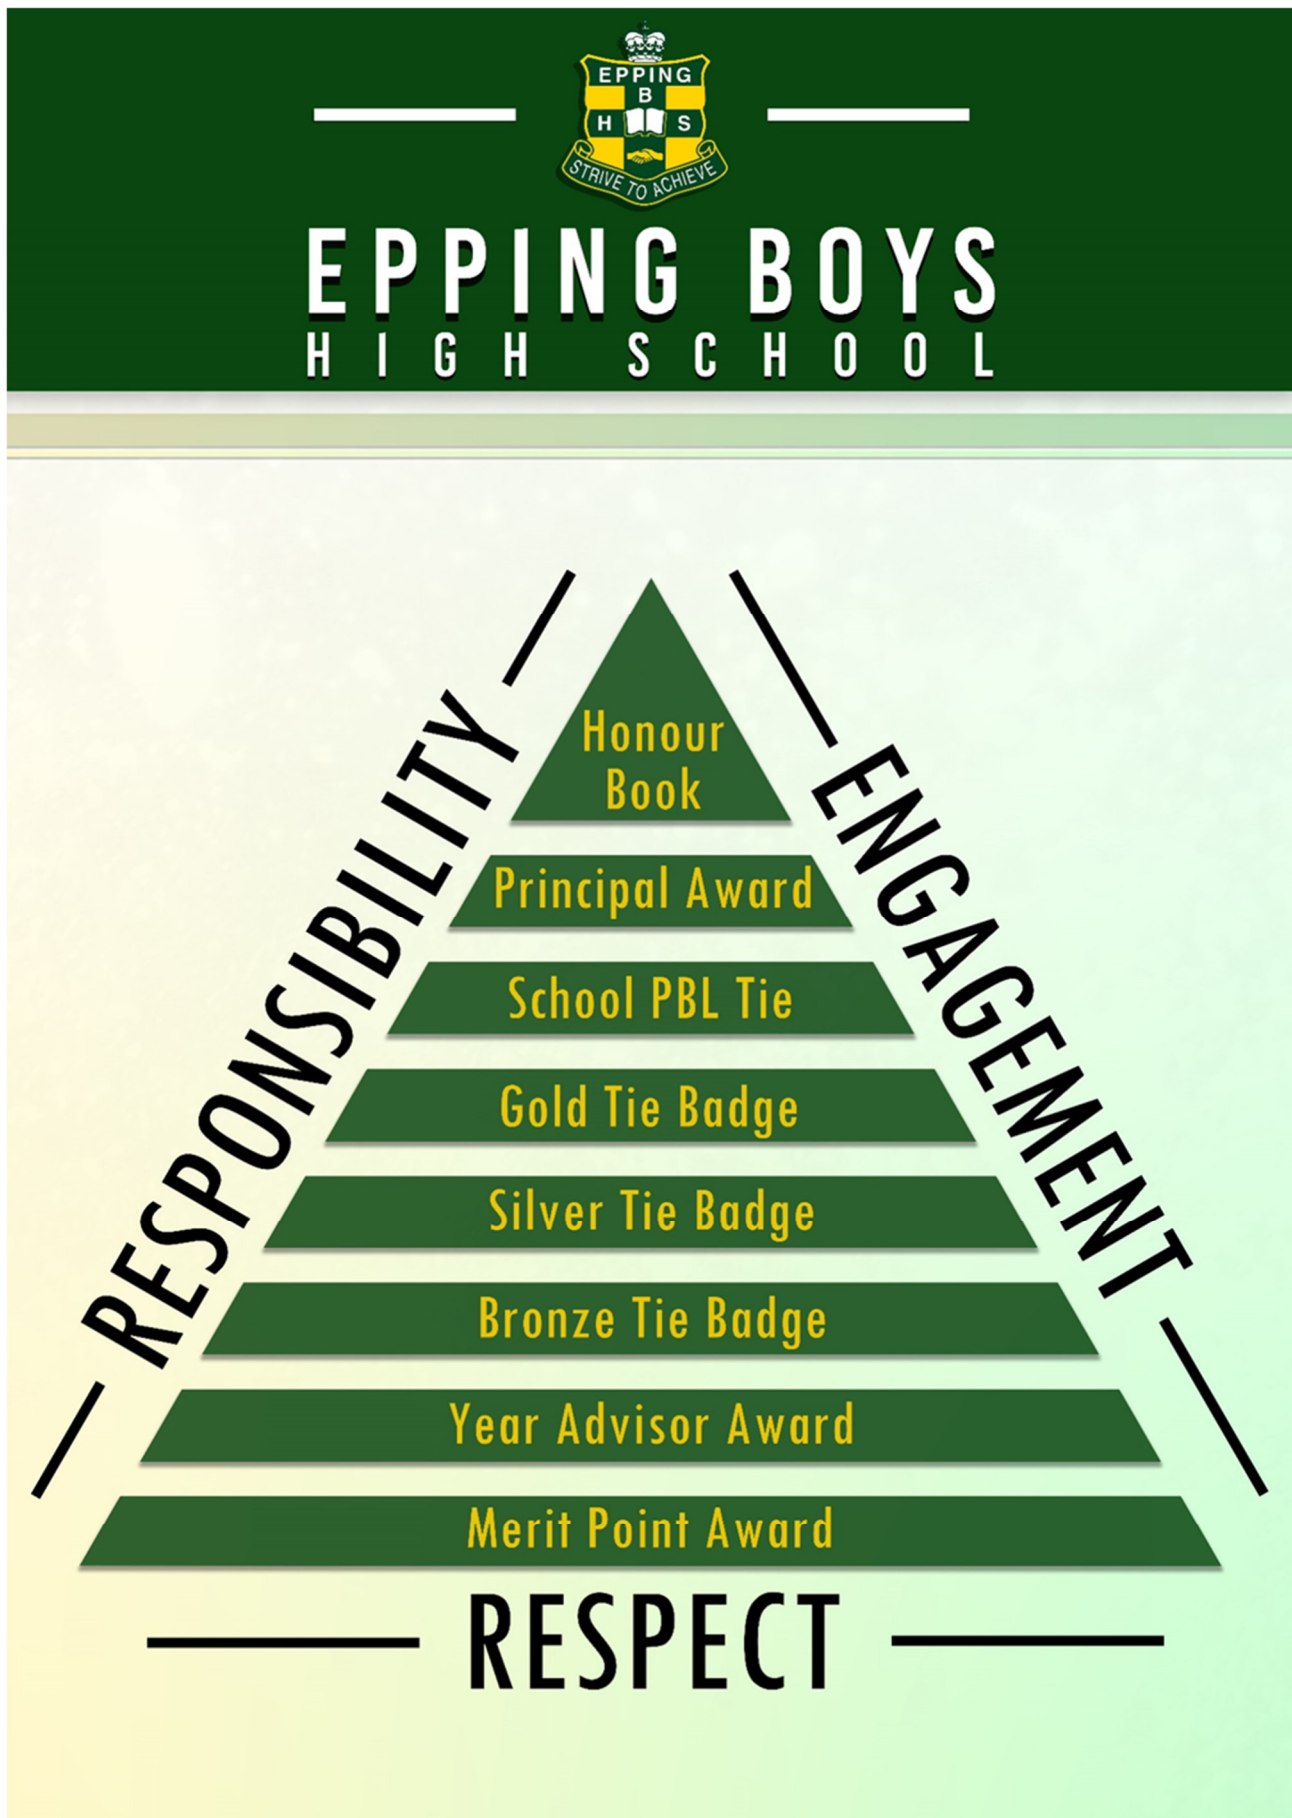 EPPING
B
H S
STRIVE TO ACHIEVE
EPPING BOYS
HIGH SCHOOL
RESPONSIBILITY
ENGAGEMENT
Honour
Book
Principal Award
School PBL Tie
Gold Tie Badge
Silver Tie Badge
Bronze Tie Badge
Year Advisor Award
Merit Point Award
RESPECT